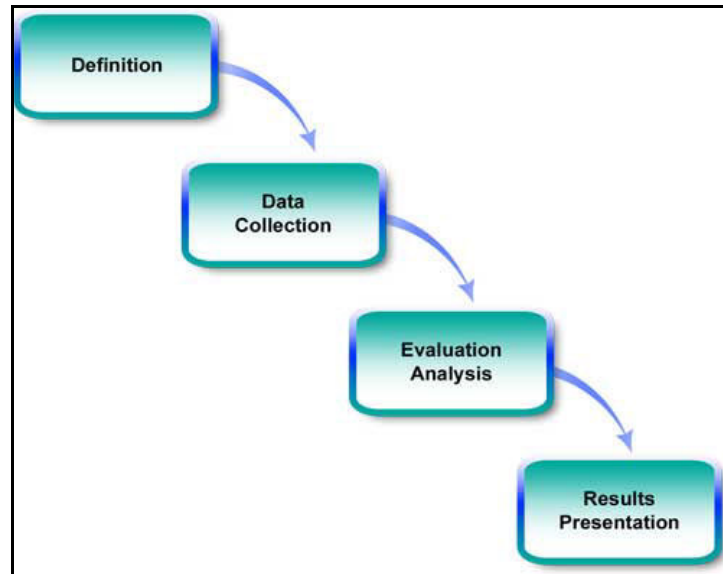 Definition
Data
Collection
Evaluation
Analysis
Results
Presentation